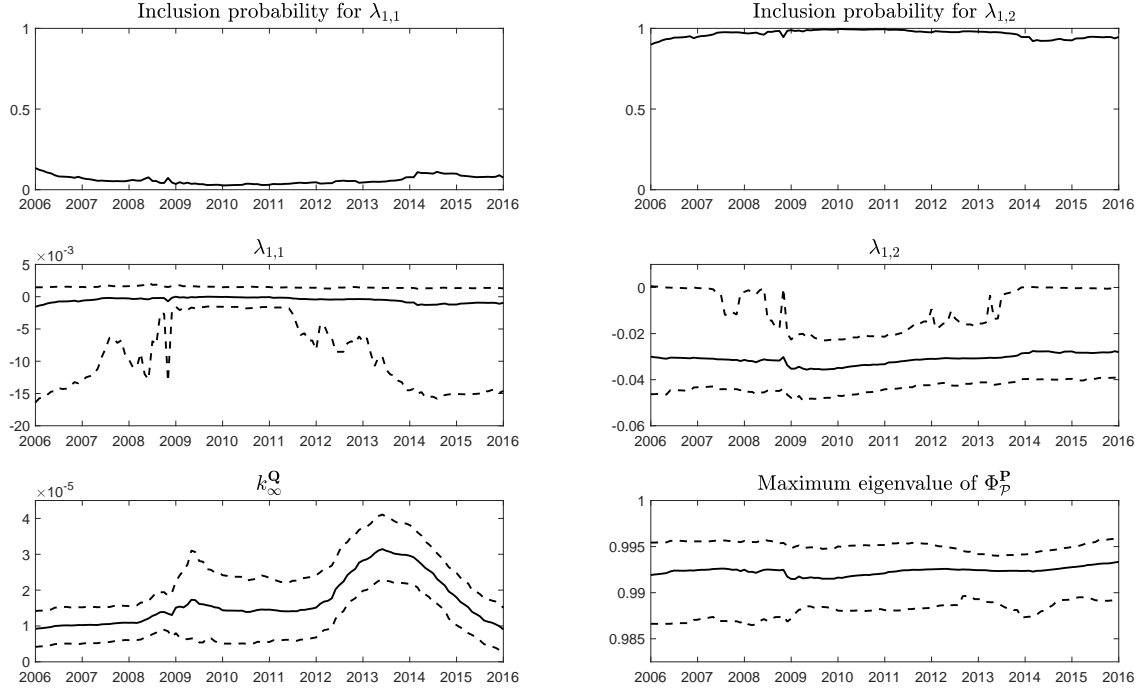 Inclusion probability for λ1,1
1
0.5
0
2006 2007 2008 2009 2010 2011 2012 2013 2014 2015 2016
Inclusion probability for λ1,2
1
0.5
0
2006 2007 2008 2009 2010 2011 2012 2013 2014 2015 2016
λ1,1
×10-3
5
0
-5
-10
-15
-20
2006 2007 2008 2009 2010 2011 2012 2013 2014 2015 2016
λ1,2
0
-0.02
-0.04
-0.06
2006 2007 2008 2009 2010 2011 2012 2013 2014 2015 2016
kQ∞
×10-5
4
3
2
1
0
2006 2007 2008 2009 2010 2011 2012 2013 2014 2015 2016
Maximum eigenvalue of ΦPP
1
0.995
0.99
0.985
2006 2007 2008 2009 2010 2011 2012 2013 2014 2015 2016